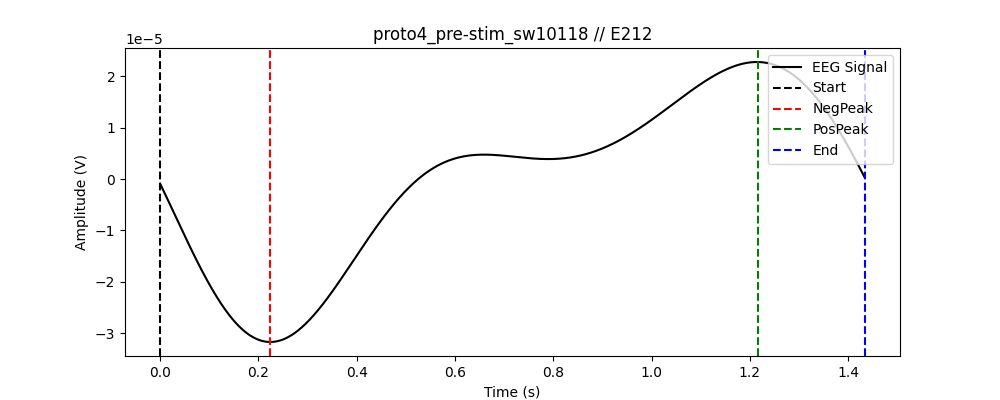 proto4_pre-stim_sw10118 // E212
1e−5
EEG Signal
Start
NegPeak
PosPeak
End
2
1
0
−1
−2
−3
Amplitude (V)
0.0 0.2 0.4 0.6 0.8 1.0 1.2 1.4
Time (s)